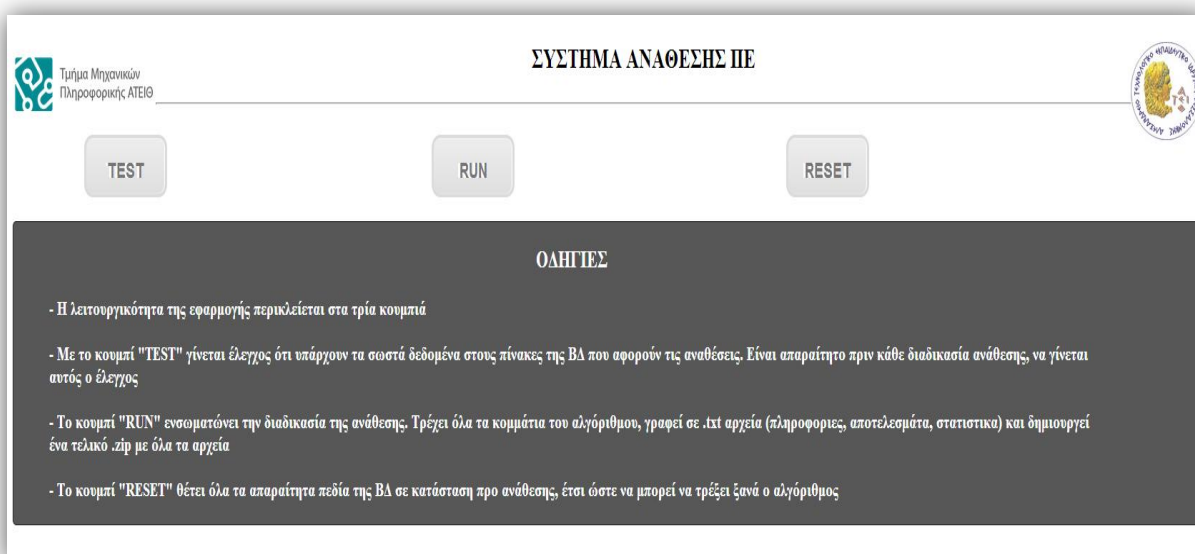 ΣΥΣΤΗΜΑ ΑΝΑΘΕΣΗΣ ΠΕ
Τμήμα Μηχανικών
Πληροφορικής ΑΤΕΙΘ
TEST
RUN
RESET
ΟΔΗΓΙΕΣ
- Η λειτουργικότητα της εφαρμογής περικλείεται στα τρία κουμπιά
- Με το κουμπί "TEST" γίνεται έλεγχος ότι υπάρχουν τα σωστά δεδομένα στους πίνακες της ΒΔ που αφορούν τις αναθέσεις. Είναι απαραίτητο πριν κάθε διαδικασία ανάθεσης, να γίνεται
αυτός ο έλεγχος
- Το κουμπί "RUN" ενσωματώνει την διαδικασία της ανάθεσης. Τρέχει όλα τα κομμάτια του αλγόριθμου, γραφεί σε .txt αρχεία (πληροφοριες, αποτελεσμάτα, στατιστικα) και δημιουργεί
ένα τελικό .zip με όλα τα αρχεία
- Το κουμπί "RESET" θέτει όλα τα απαραίτητα πεδία της ΒΔ σε κατάσταση προ ανάθεσης, έτσι ώστε να μπορεί να τρέξει ξανά ο αλγόριθμος